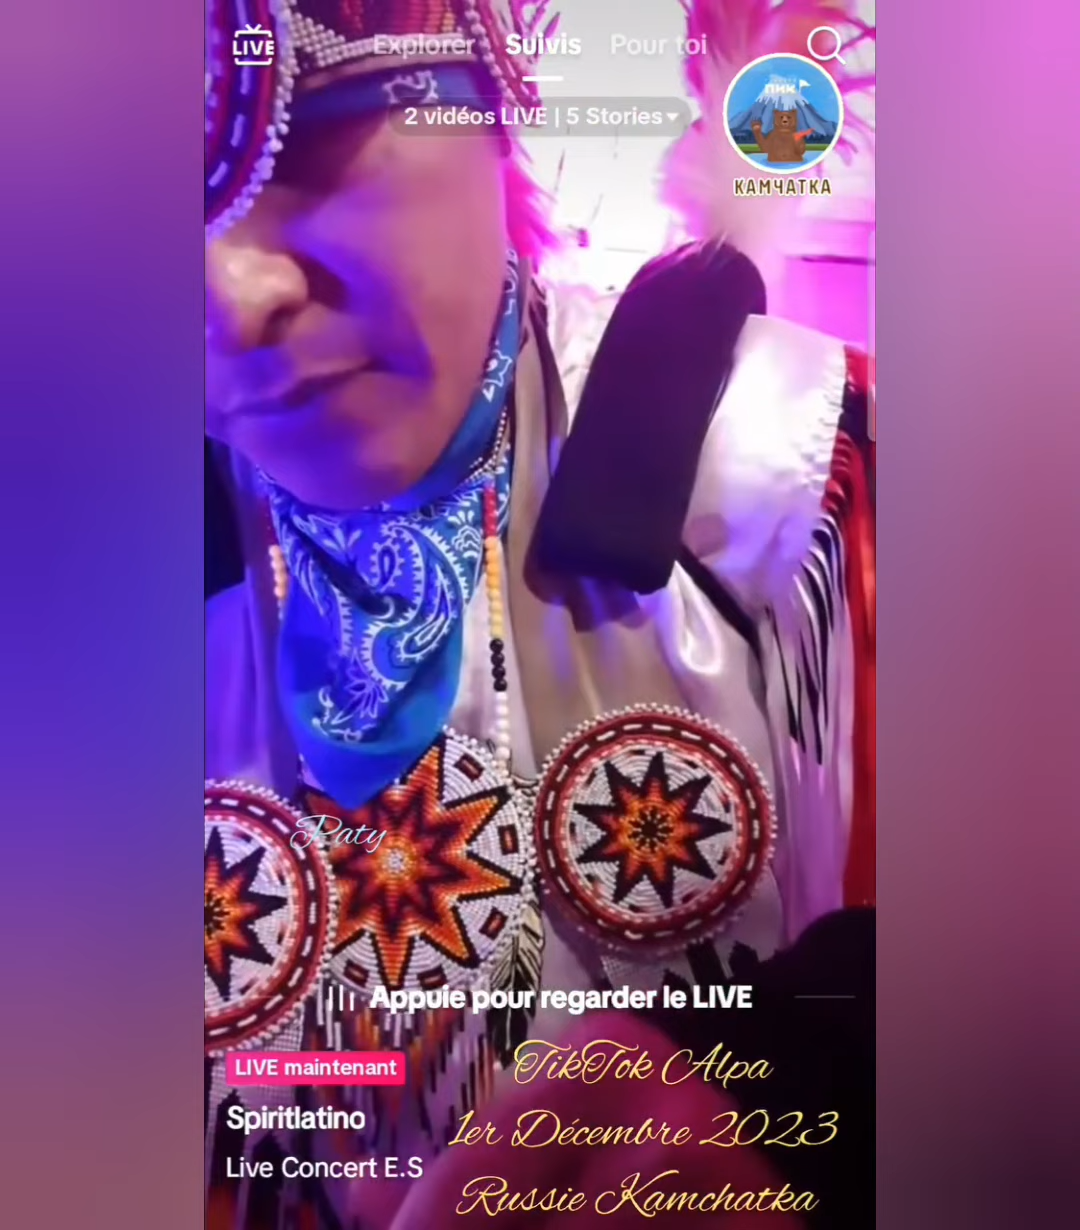 LIVE
Explorer Suivis Pour toi
2 vidéos LIVE | 5 Stories
ПИК
КАМЧАТКА
Paty
Appuie pour regarder le LIVE
LIVE maintenant
Spiritlatino
Live Concert E.S
TikTok Alpa
1er Décembre 2023
Russie Kamchatka